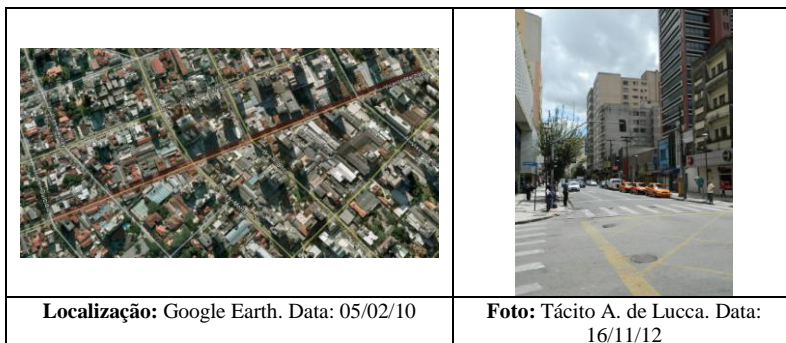 Localização: Google Earth. Data: 05/02/10
Foto: Tácito A. de Lucca. Data:
16/11/12